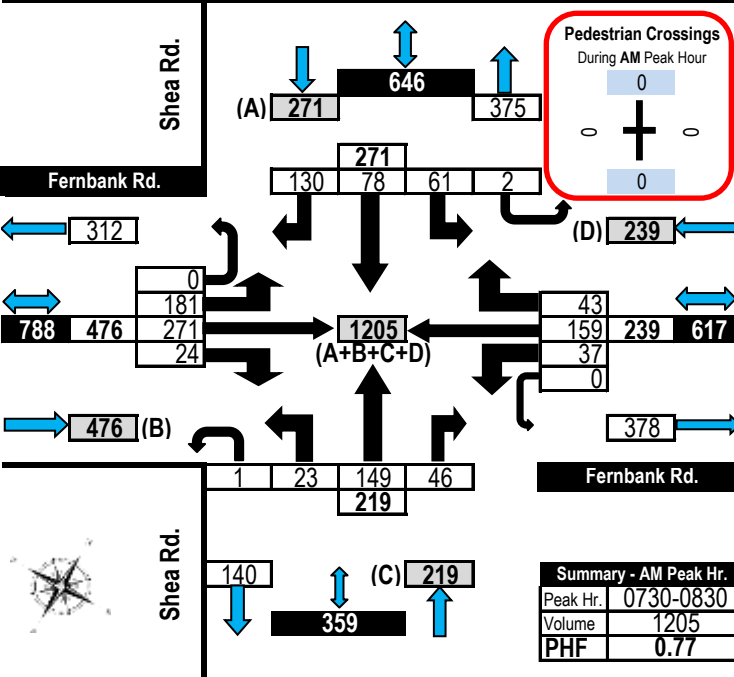 Shea Rd.
Fernbank Rd.
646
(A) 271
375
Pedestrian Crossings
During AM Peak Hour
0
0 0
0
271
130 78 61 2
312
(D) 239
0
181
788 476 271
24
1205
(A+B+C+D)
43
159 239 617
37
0
476 (B)
378
1 23 149 46
219
Fernbank Rd.
Shea Rd.
140
(C) 219
359
Summary - AM Peak Hr.
Peak Hr. 0730-0830
Volume 1205
PHF 0.77